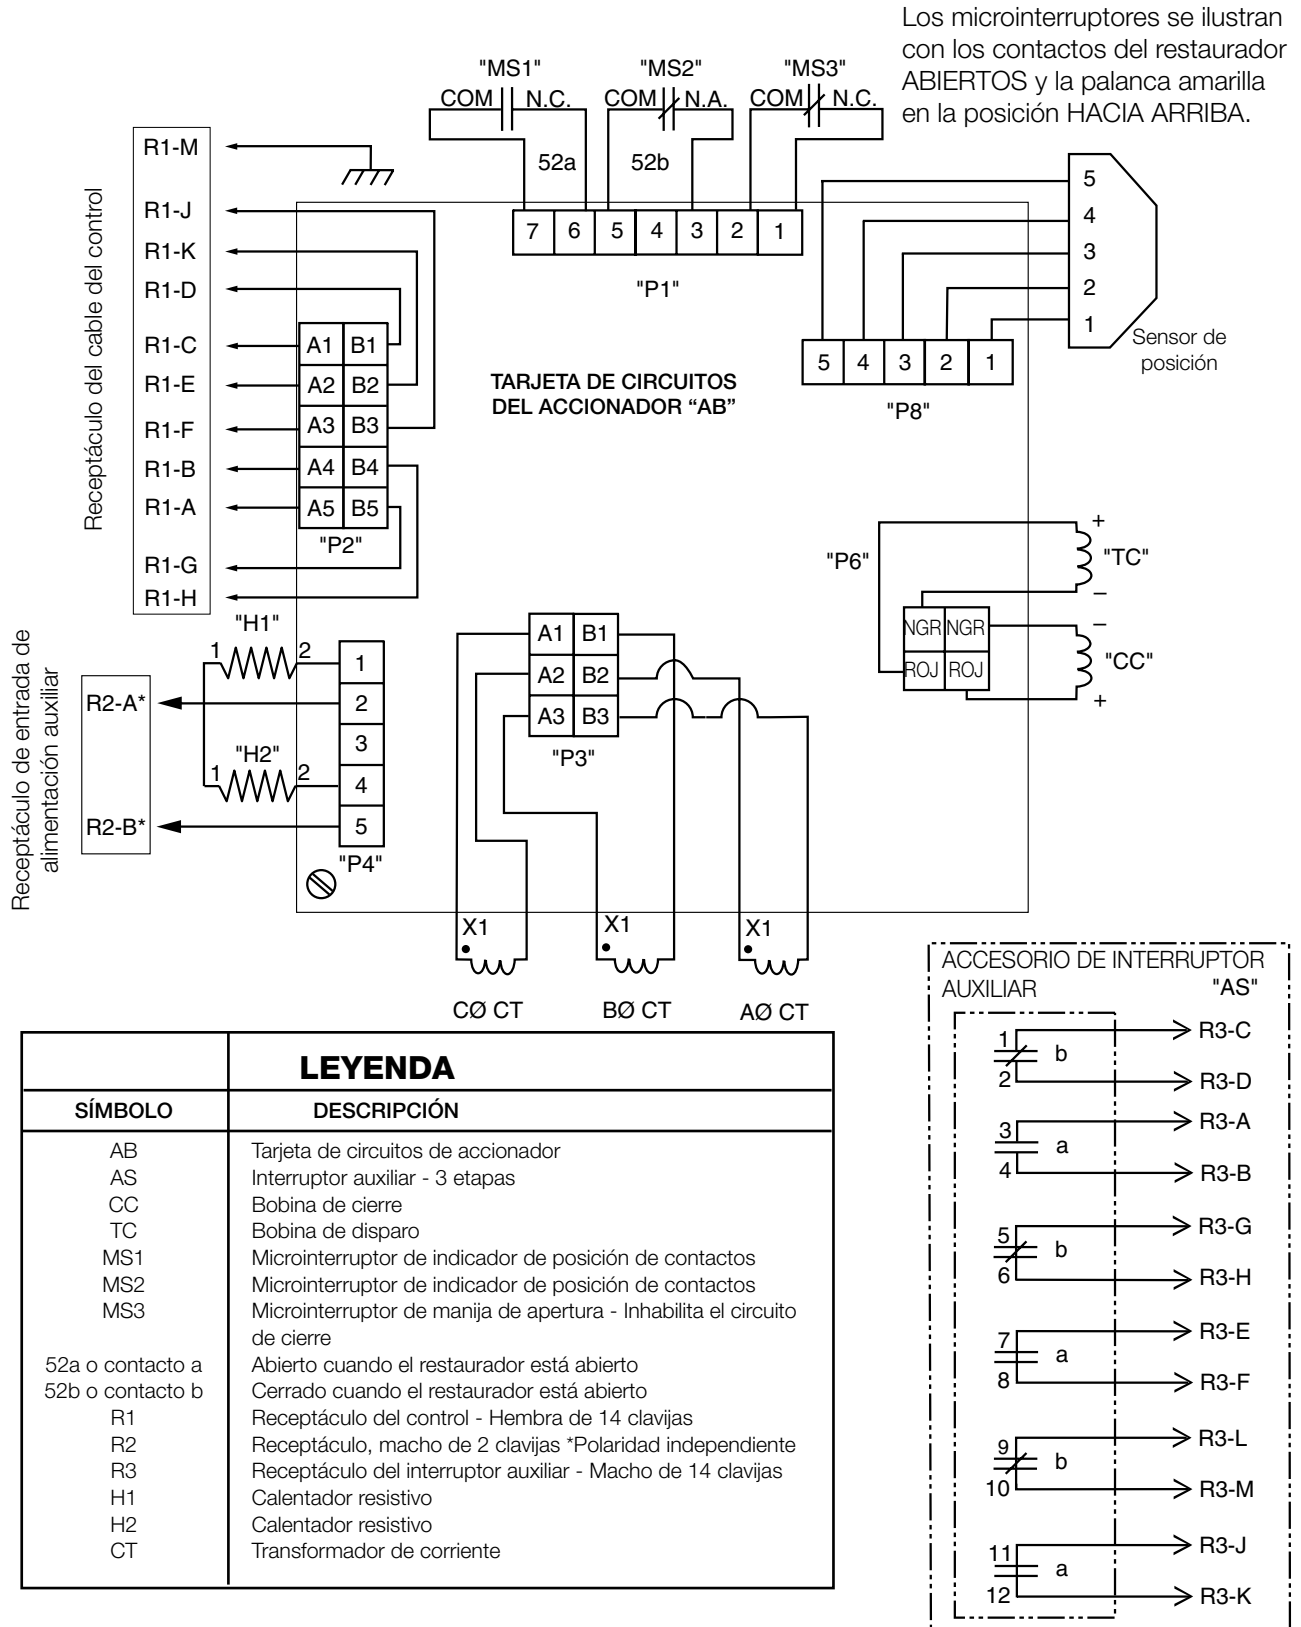 Los microinterruptores se ilustran
con los contactos del restaurador
ABIERTOS y la palanca amarilla
en la posición HACIA ARRIBA.
"MS1"
COM N.C.
52a
"MS2"
COM N.A.
52b
"MS3"
COM N.C.
7 6 5 4 3 2 1
"P1"
Receptáculo del cable del control
R1-M
R1-J
R1-K
R1-D
R1-C
R1-E
R1-F
R1-B
R1-A
R1-G
R1-H
A1 B1
A2 B2
A3 B3
A4 B4
A5 B5
"P2"
TARJETA DE CIRCUITOS
DEL ACCIONADOR “AB”
5
4
3
2
1
Sensor de
posición
5 4 3 2 1
"P8"
"P6"
+
"TC"
–
NGR NGR
ROJ ROJ
–
"CC"
+
Receptáculo de entrada de
alimentación auxiliar
R2-A*
R2-B*
"H1"
1 2
"H2"
1 2
1
2
3
4
5
"P4"
A1 B1
A2 B2
A3 B3
"P3"
X1
CØ CT
X1
BØ CT
X1
AØ CT
LEYENDA
SÍMBOLO DESCRIPCIÓN
AB Tarjeta de circuitos de accionador
AS Interruptor auxiliar - 3 etapas
CC Bobina de cierre
TC Bobina de disparo
MS1 Microinterruptor de indicador de posición de contactos
MS2 Microinterruptor de indicador de posición de contactos
MS3 Microinterruptor de manija de apertura - Inhabilita el circuito
de cierre
52a o contacto a Abierto cuando el restaurador está abierto
52b o contacto b Cerrado cuando el restaurador está abierto
R1 Receptáculo del control - Hembra de 14 clavijas
R2 Receptáculo, macho de 2 clavijas *Polaridad independiente
R3 Receptáculo del interruptor auxiliar - Macho de 14 clavijas
H1 Calentador resistivo
H2 Calentador resistivo
CT Transformador de corriente
ACCESORIO DE INTERRUPTOR
AUXILIAR "AS"
1 R3-C
b
2 R3-D
3 R3-A
a
4 R3-B
5 R3-G
b
6 R3-H
7 R3-E
a
8 R3-F
9 R3-L
b
10 R3-M
11 R3-J
a
12 R3-K